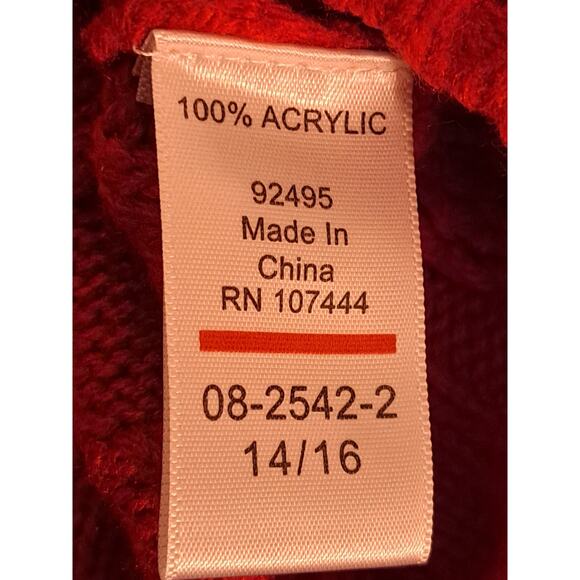 100% ACRYLIC
92495
Made In
China
RN 107444
08-2542-2
14/16